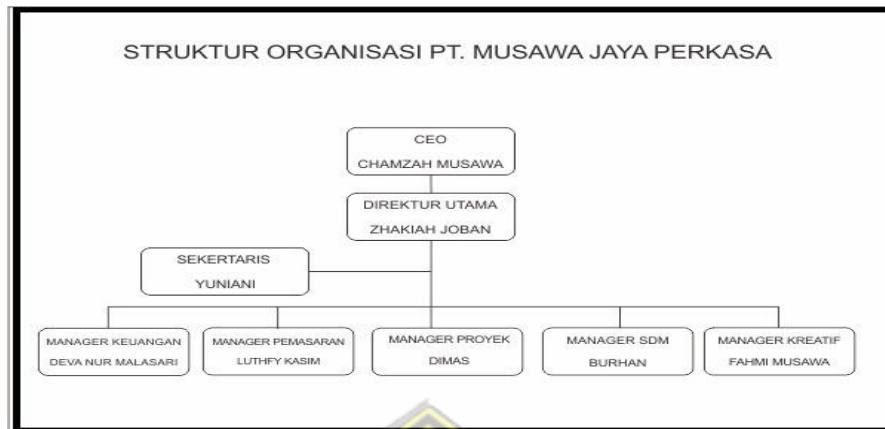 STRUKTUR ORGANISASI PT. MUSAWA JAYA PERKASA
CEO
CHAMZAH MUSAWA
DIREKTUR UTAMA
ZHAKIAH JOBAN
SEKERTARIS
YUNIANI
MANAGER KEUANGAN
DEVA NUR MALASARI
MANAGER PEMASARAN
LUTHFY KASIM
MANAGER PROYEK
DIMAS
MANAGER SDM
BURHAN
MANAGER KREATIF
FAHMI MUSAWA